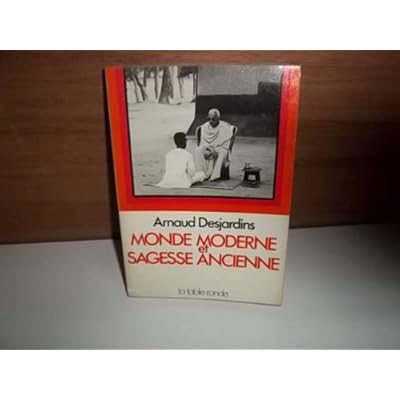 Arnaud Desjardins
MONDE MODERNE
et
SAGESSE ANCIENNE
la table ronde